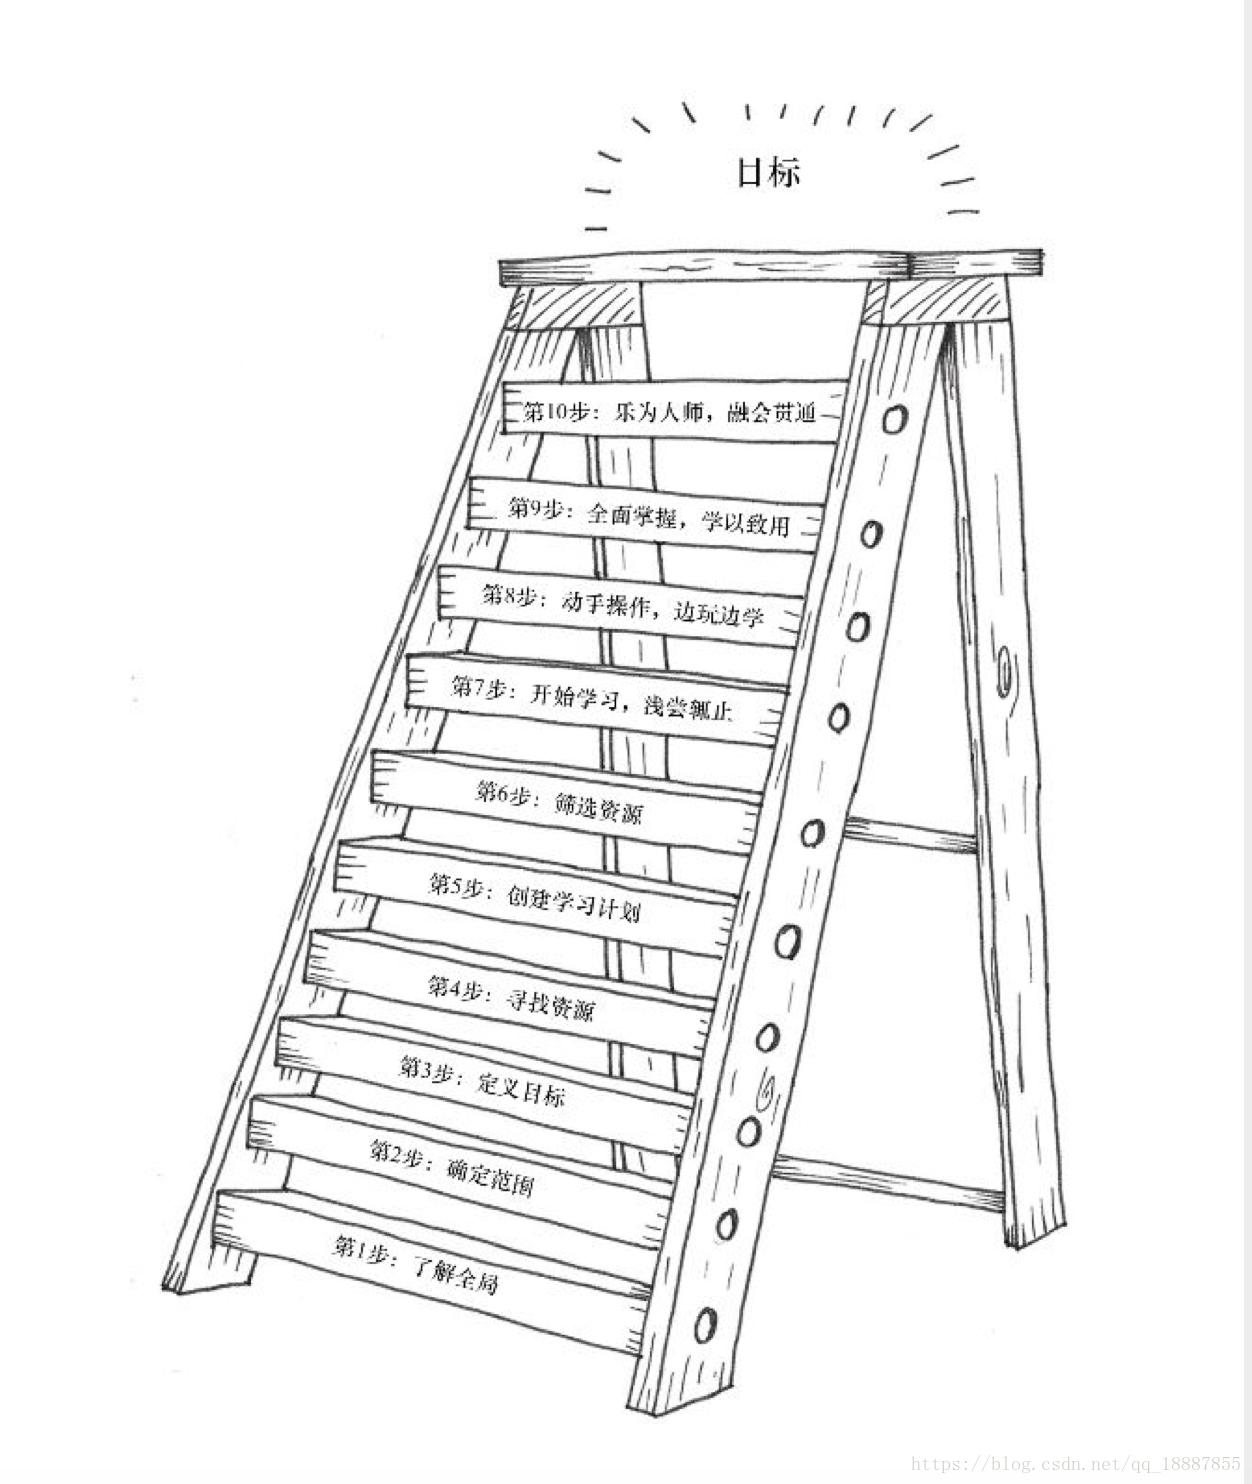 目标
第10步：乐为人师，融会贯通
第9步：全面掌握，学以致用
第8步：动手操作，边玩边学
第7步：开始学习，浅尝辄止
第6步：筛选资源
第5步：创建学习计划
第4步：寻找资源
第3步：定义目标
第2步：确定范围
第1步：了解全局
https://blog.csdn.net/qq_18887855